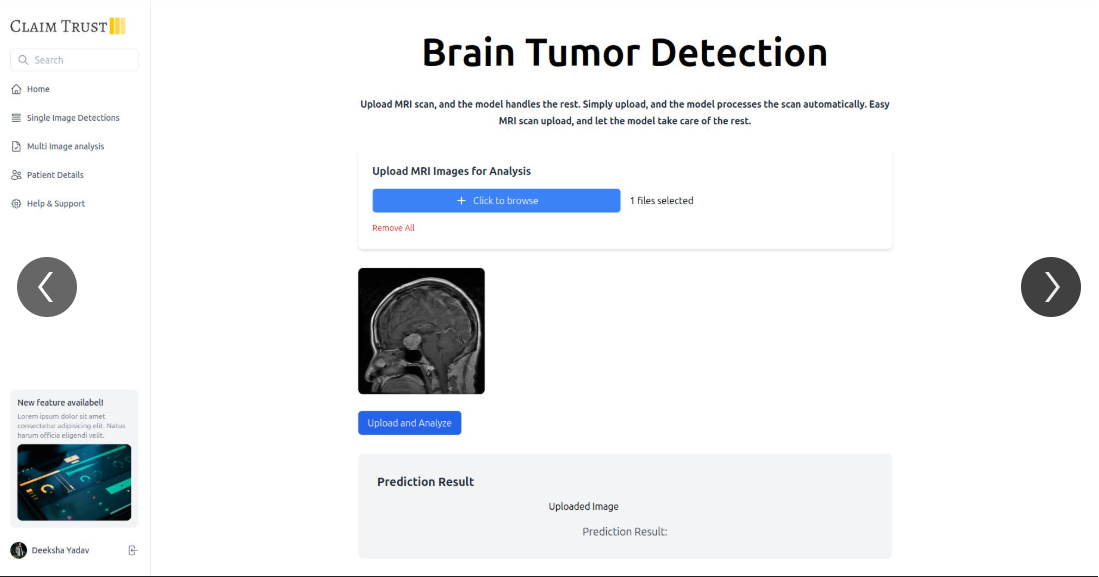 CLAIM TRUST
Search
Home
Single Image Detections
Multi Image analysis
Patient Details
Help & Support
New feature availabel!
Lorem ipsum dolor sit amet
consectetur adipisicing elit. Natus
harum officia eligendi velit.
Deeksha Yadav
Brain Tumor Detection
Upload MRI scan, and the model handles the rest. Simply upload, and the model processes the scan automatically. Easy
MRI scan upload, and let the model take care of the rest.
Upload MRI Images for Analysis
+ Click to browse
1 files selected
Remove All
Upload and Analyze
Prediction Result
Uploaded Image
Prediction Result: